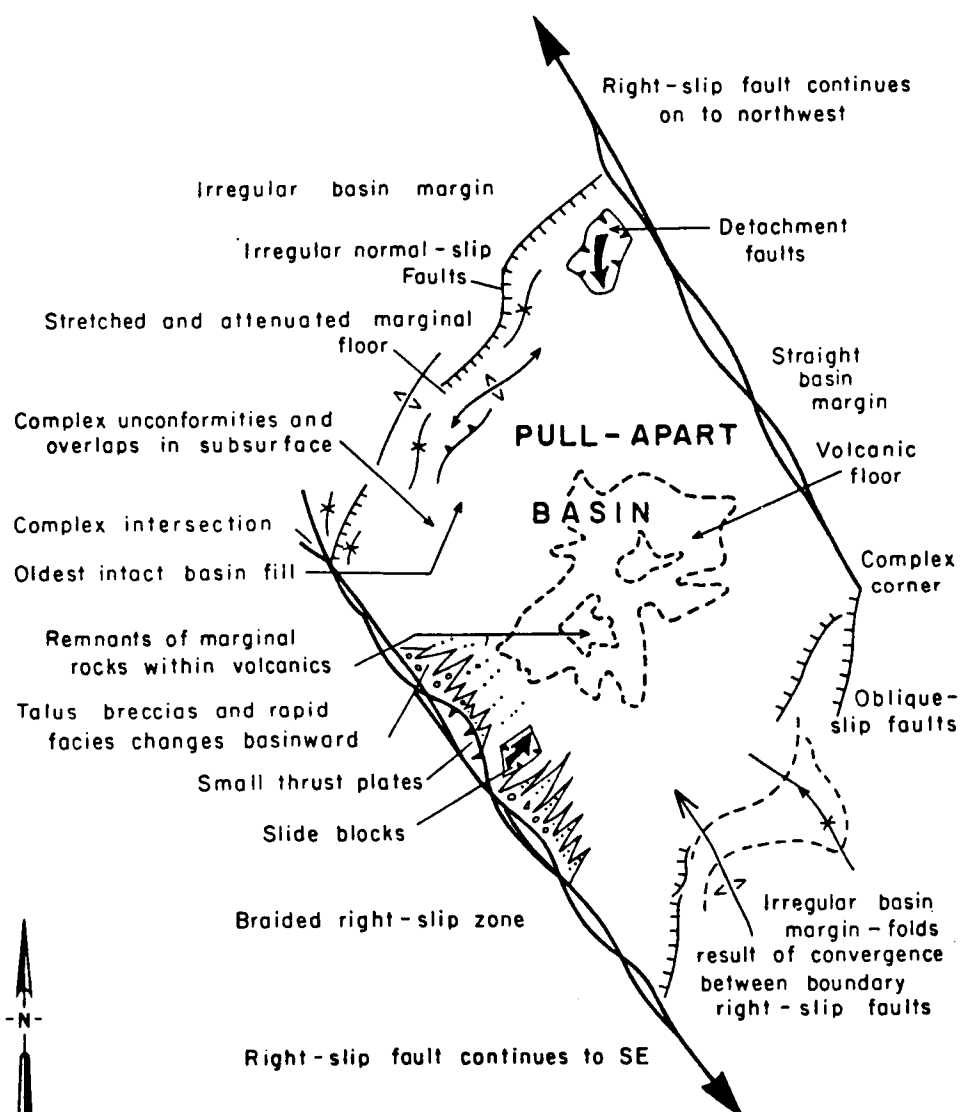 Right-slip fault continues
on to northwest
Irregular basin margin
Detachment
faults
Irregular normal-slip
Faults
Stretched and attenuated marginal
floor
Straight
basin
margin
Complex unconformities and
overlaps in subsurface
PULL-APART
BASIN
Volcanic
floor
Complex intersection
Oldest intact basin fill
Complex
corner
Remnants of marginal
rocks within volcanics
Talus breccias and rapid
facies changes basinward
Oblique-
slip faults
Small thrust plates
Slide blocks
Irregular basin
margin-folds
result of convergence
between boundary
right-slip faults
Braided right-slip zone
-N-
Right-slip fault continues to SE